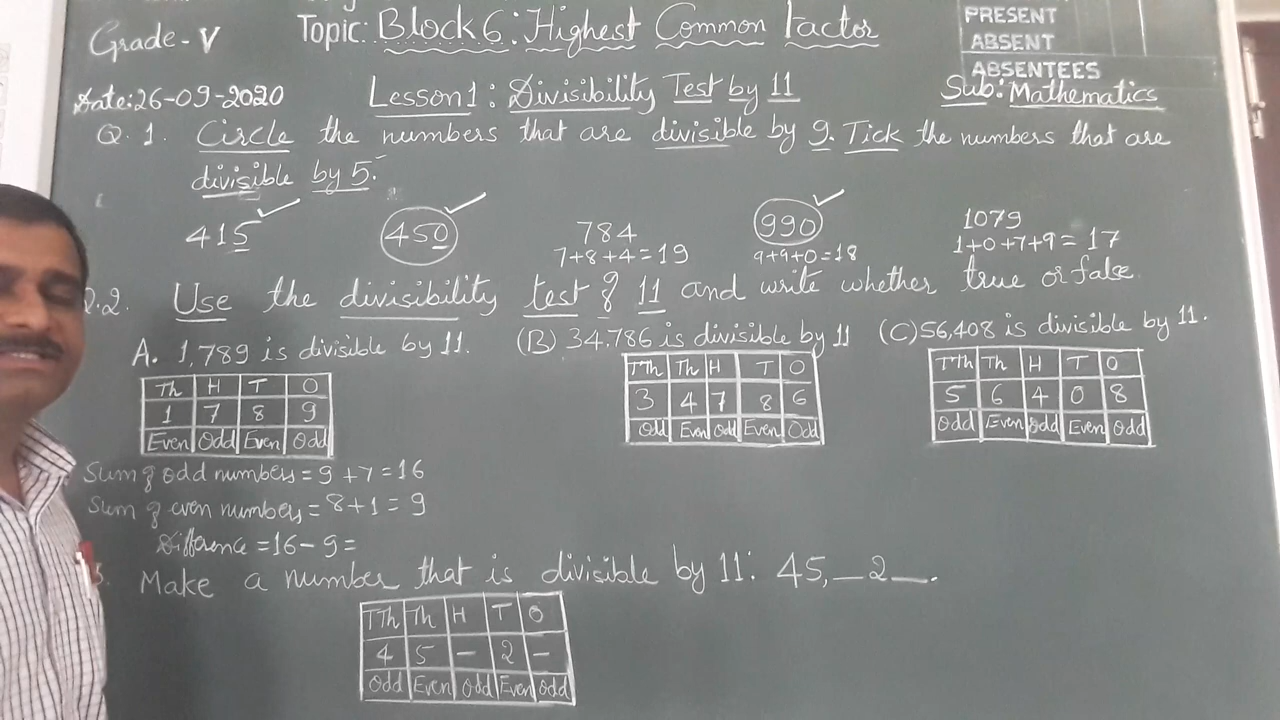 Grade-V
Topic: Block 6: Highest Common Factor
PRESENT
ABSENT
ABSENTEES
Date: 26-09-2020
Lesson1: Divisibility Test by 11
Sub: Mathematics
Q. 1. Circle the numbers that are divisible by 9. Tick the numbers that are
divisible by 5.
415 450 784 990 1079
7+8+4=19 9+9+0=18 1+0+7+9=17
Q.2. Use the divisibility test of 11 and write whether true or false.
A. 1,789 is divisible by 11. (B) 34,786 is divisible by 11 (C) 56,408 is divisible by 11.
Th H T O
1 7 8 9
Even Odd Even Odd
TTh Th H T O
3 4 7 8 6
Odd Even Odd Even Odd
TTh Th H T O
5 6 4 0 8
Odd Even Odd Even Odd
Sum of odd numbers = 9+7=16
Sum of even numbers = 8+1=9
Difference =16-9=
Make a number that is divisible by 11: 45,_2_.
TTh Th H T O
4 5 - 2 -
Odd Even Odd Even Odd